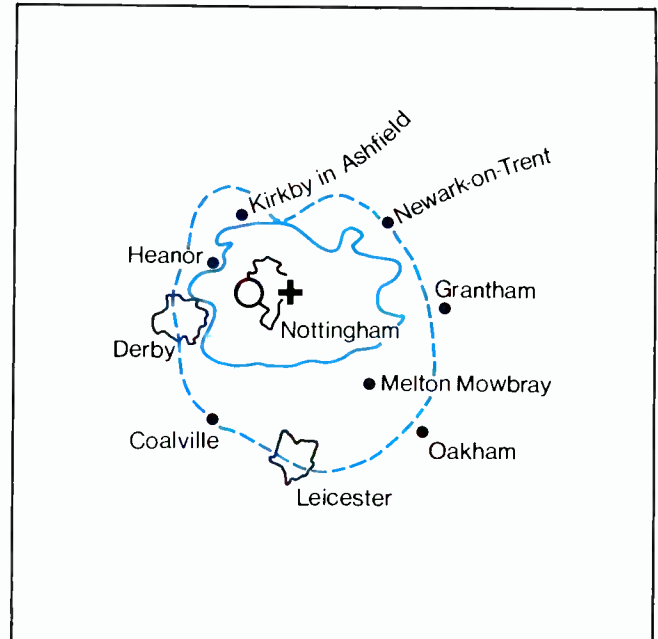 Kirkby in Ashfield
Newark-on-Trent
Heanor
Grantham
Nottingham
Derby
Melton Mowbray
Coalville
Oakham
Leicester